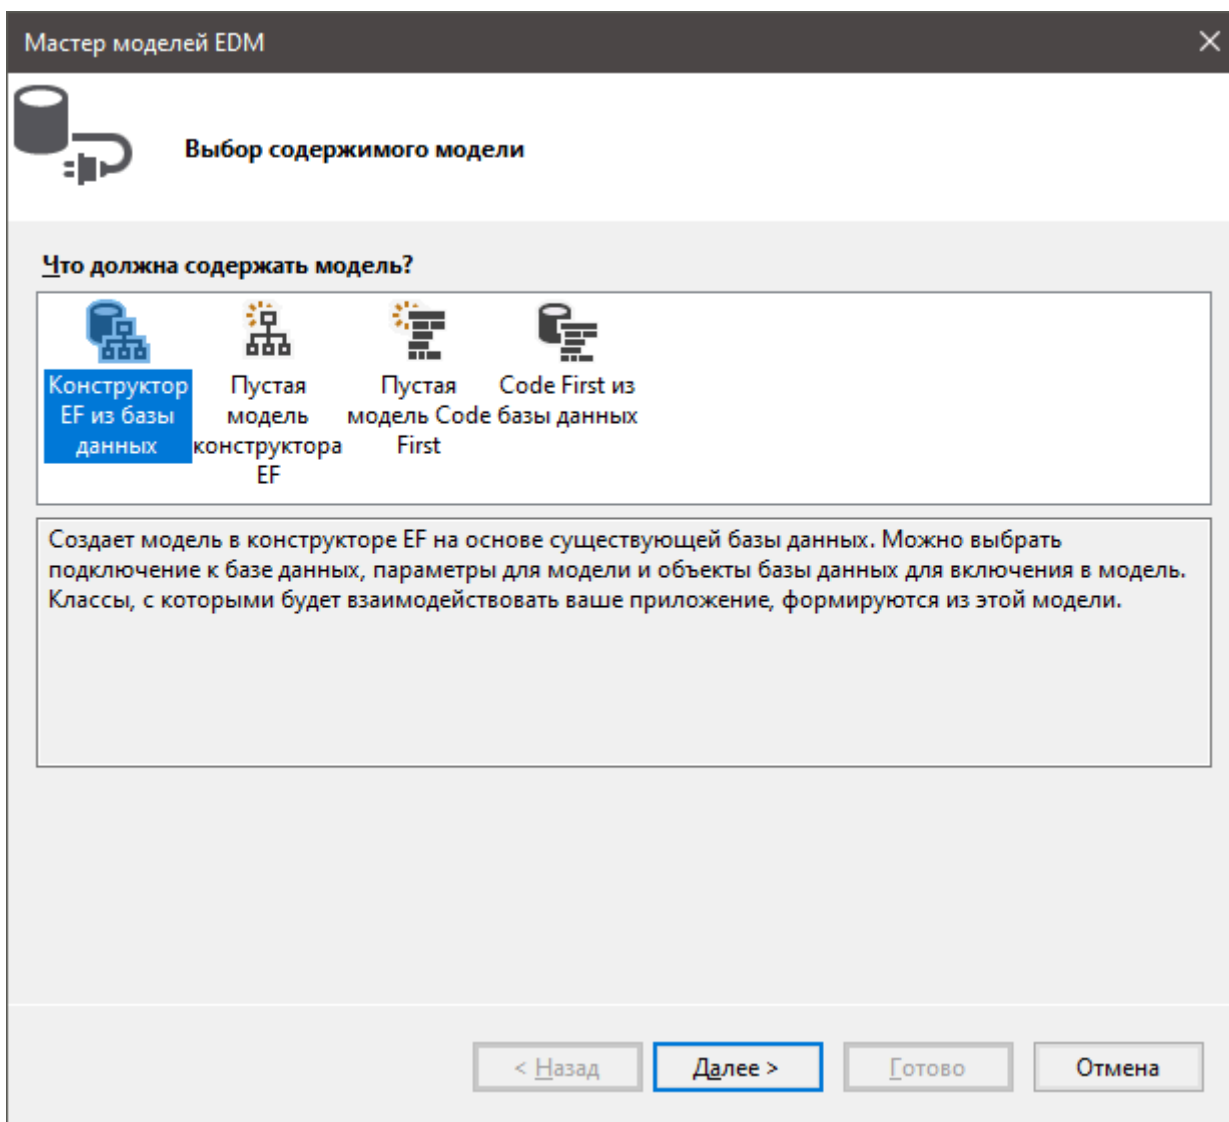 Мастер моделей EDM
Выбор содержимого модели
Что должна содержать модель?
Конструктор
EF из базы
данных
Пустая
модель
конструктора
EF
Пустая
модель Code
First
Code First из
базы данных
Создает модель в конструкторе EF на основе существующей базы данных. Можно выбрать
подключение к базе данных, параметры для модели и объекты базы данных для включения в модель.
Классы, с которыми будет взаимодействовать ваше приложение, формируются из этой модели.
< Назад
Далее >
Готово
Отмена